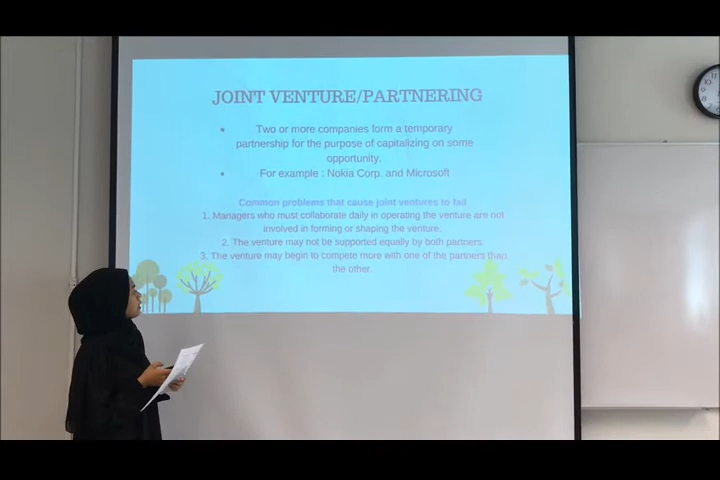 JOINT VENTURE/PARTNERING
• Two or more companies form a temporary
partnership for the purpose of capitalizing on some
opportunity.
• For example : Nokia Corp. and Microsoft
Common problems that cause joint ventures to fail
1. Managers who must collaborate daily in operating the venture are not
involved in forming or shaping the venture.
2. The venture may not be supported equally by both partners.
3. The venture may begin to compete more with one of the partners than
the other.